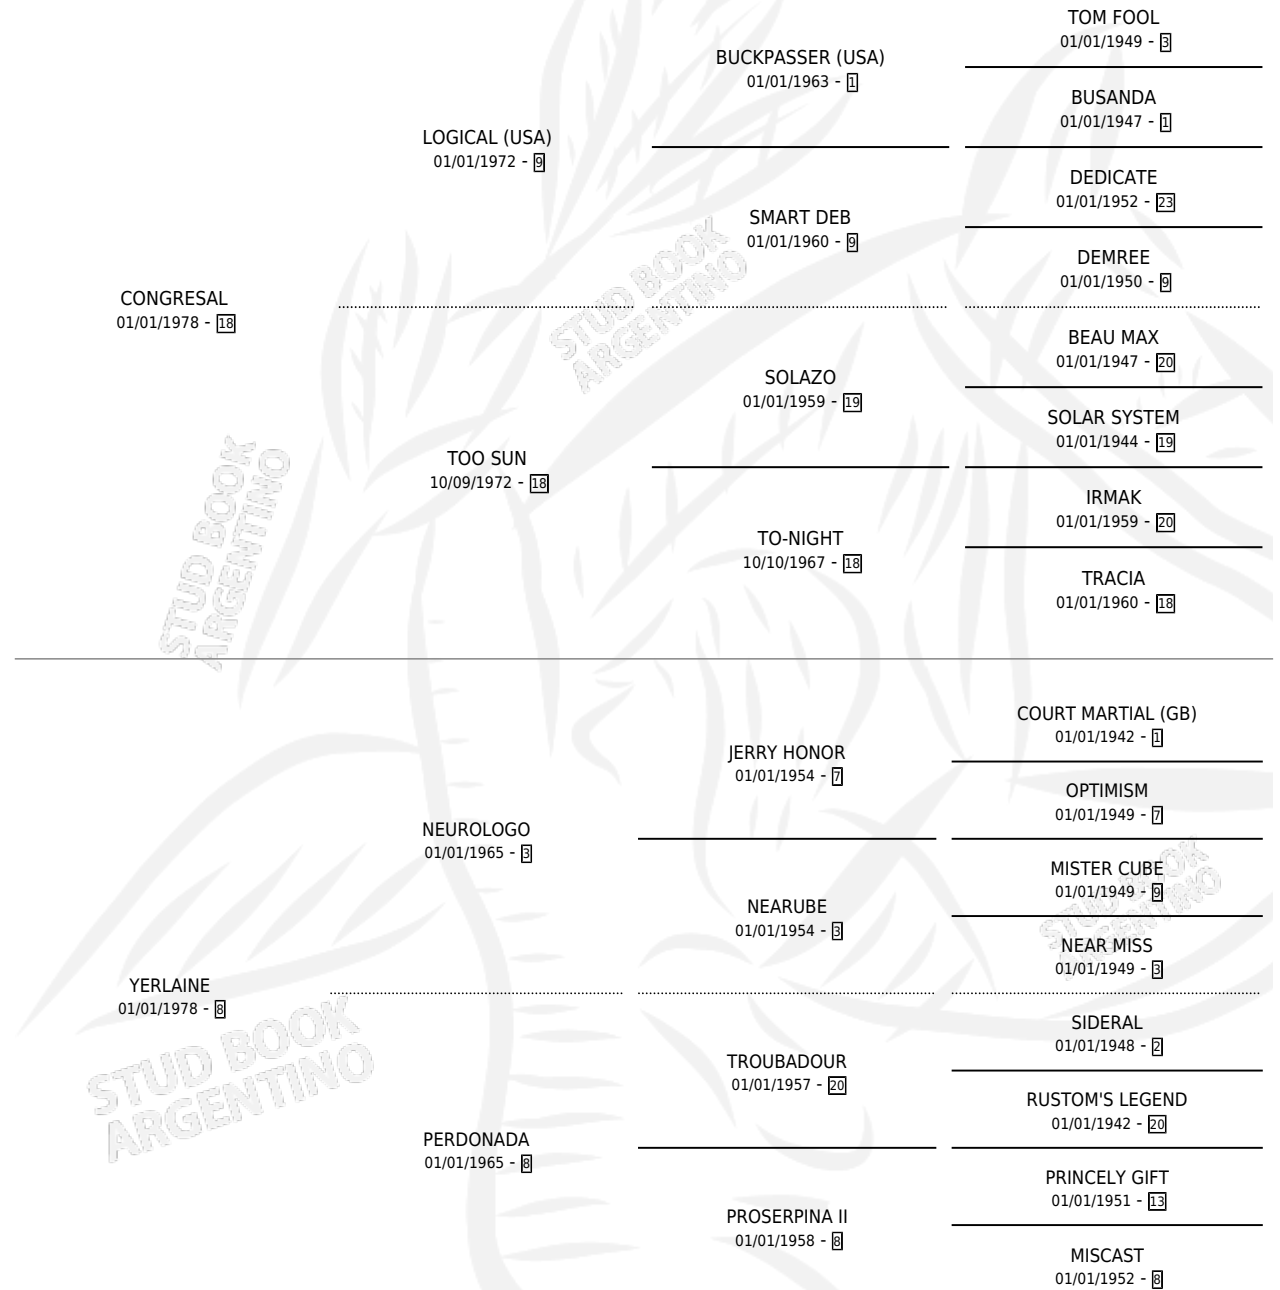 TOM FOOL
01/01/1949 - 3
BUCKPASSER (USA)
01/01/1963 - 1
BUSANDA
01/01/1947 - 1
LOGICAL (USA)
01/01/1972 - 9
DEDICATE
01/01/1952 - 23
SMART DEB
01/01/1960 - 9
DEMREE
01/01/1950 - 9
CONGRESAL
01/01/1978 - 18
BEAU MAX
01/01/1947 - 20
SOLAZO
01/01/1959 - 19
SOLAR SYSTEM
01/01/1944 - 19
TOO SUN
10/09/1972 - 18
IRMAK
01/01/1959 - 20
TO-NIGHT
10/10/1967 - 18
TRACIA
01/01/1960 - 18
COURT MARTIAL (GB)
01/01/1942 - 1
JERRY HONOR
01/01/1954 - 7
OPTIMISM
01/01/1949 - 7
NEUROLOGO
01/01/1965 - 3
MISTER CUBE
01/01/1949 - 9
NEARUBE
01/01/1954 - 3
NEAR MISS
01/01/1949 - 3
YERLAINE
01/01/1978 - 8
SIDERAL
01/01/1948 - 2
TROUBADOUR
01/01/1957 - 20
RUSTOM'S LEGEND
01/01/1942 - 20
PERDONADA
01/01/1965 - 8
PRINCELY GIFT
01/01/1951 - 13
PROSERPINA II
01/01/1958 - 8
MISCAST
01/01/1952 - 8
STUD BOOK
ARGENTINO
STUD BOOK
ARGENTINO
STUD BOOK
ARGENTINO
STUD BOOK
ARGENTINO